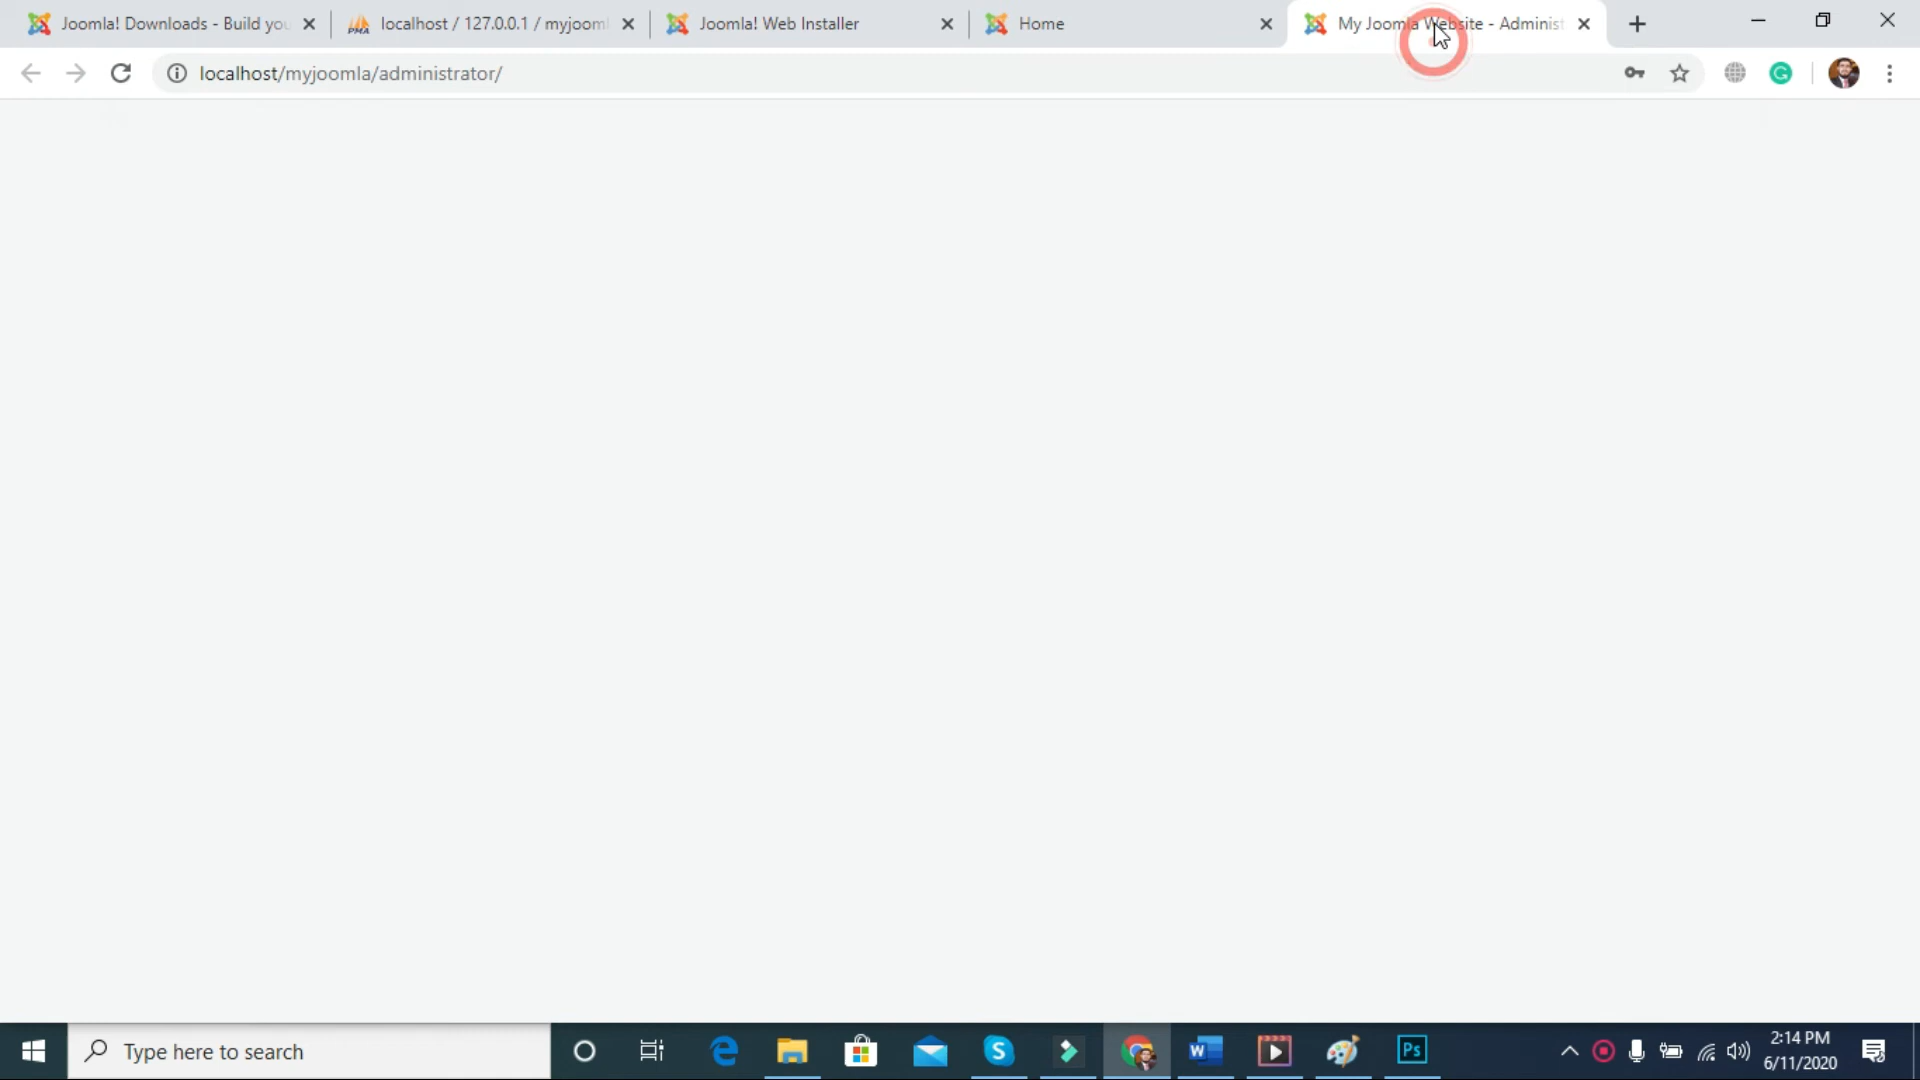 Joomla! Downloads - Build you
localhost / 127.0.0.1 / myjooml
Joomla! Web Installer
Home
My Joomla Website - Administ
localhost/myjoomla/administrator/
Type here to search
2:14 PM
6/11/2020